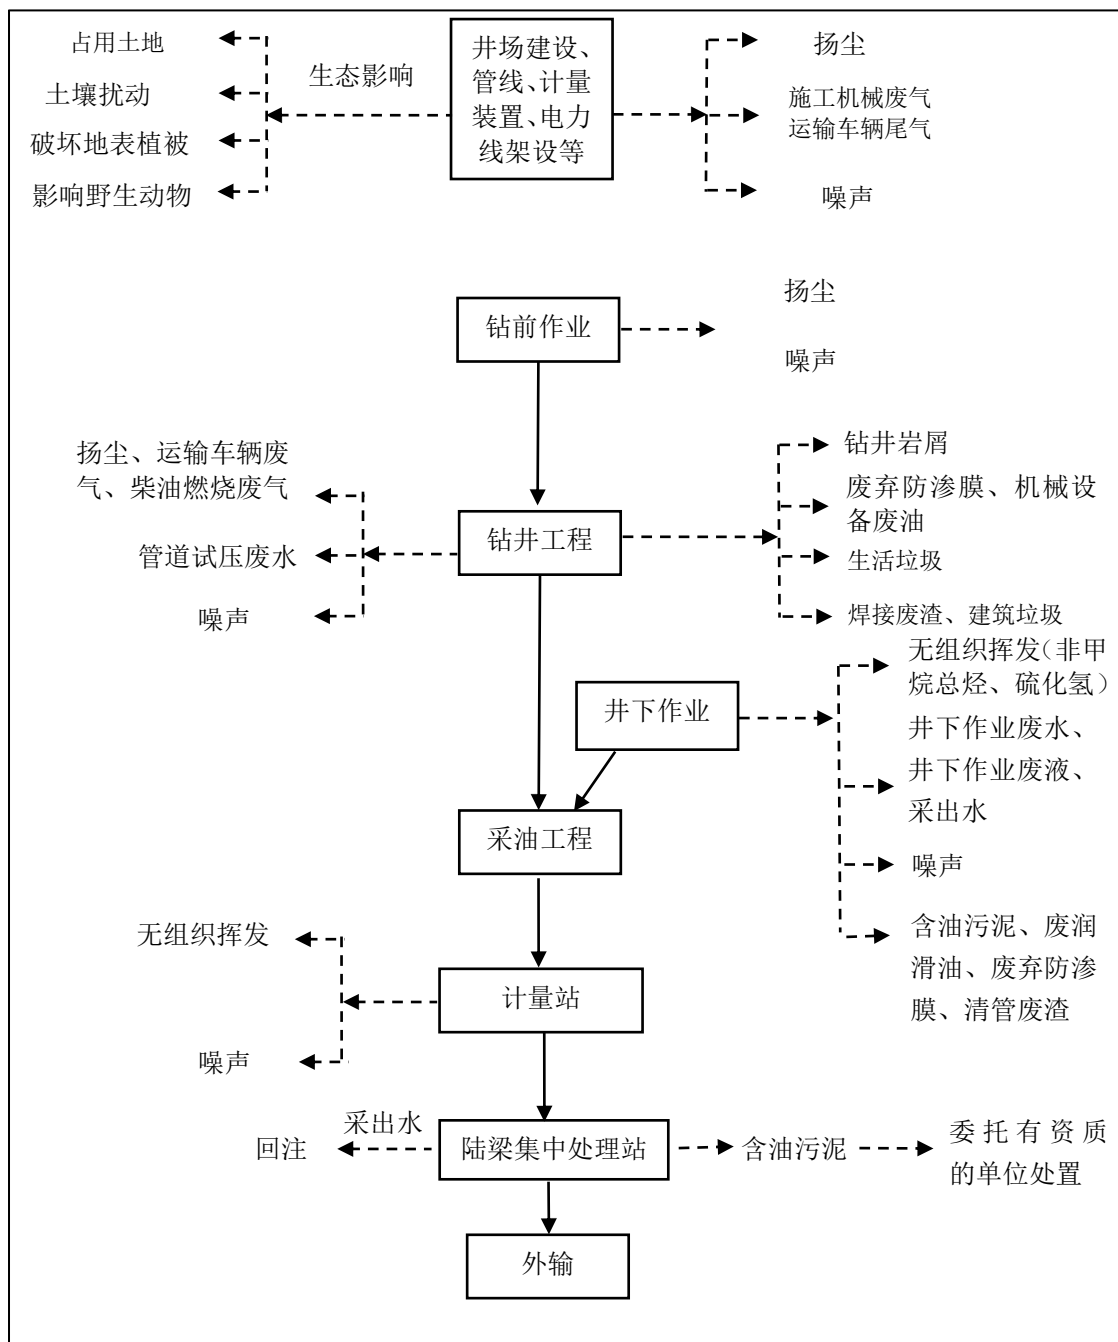 占用土地
土壤扰动
破坏地表植被
影响野生动物
生态影响
井场建设、
管线、计量
装置、电力
线架设等
扬尘
施工机械废气
运输车辆尾气
噪声
钻前作业
扬尘
噪声
扬尘、运输车辆废
气、柴油燃烧废气
管道试压废水
噪声
钻井工程
钻井岩屑
废弃防渗膜、机械设
备废油
生活垃圾
焊接废渣、建筑垃圾
井下作业
无组织挥发（非甲
烷总烃、硫化氢）
井下作业废水、
井下作业废液、
采出水
噪声
含油污泥、废润
滑油、废弃防渗
膜、清管废渣
采油工程
无组织挥发
噪声
计量站
回注
采出水
陆梁集中处理站
含油污泥
委托有资质
的单位处置
外输